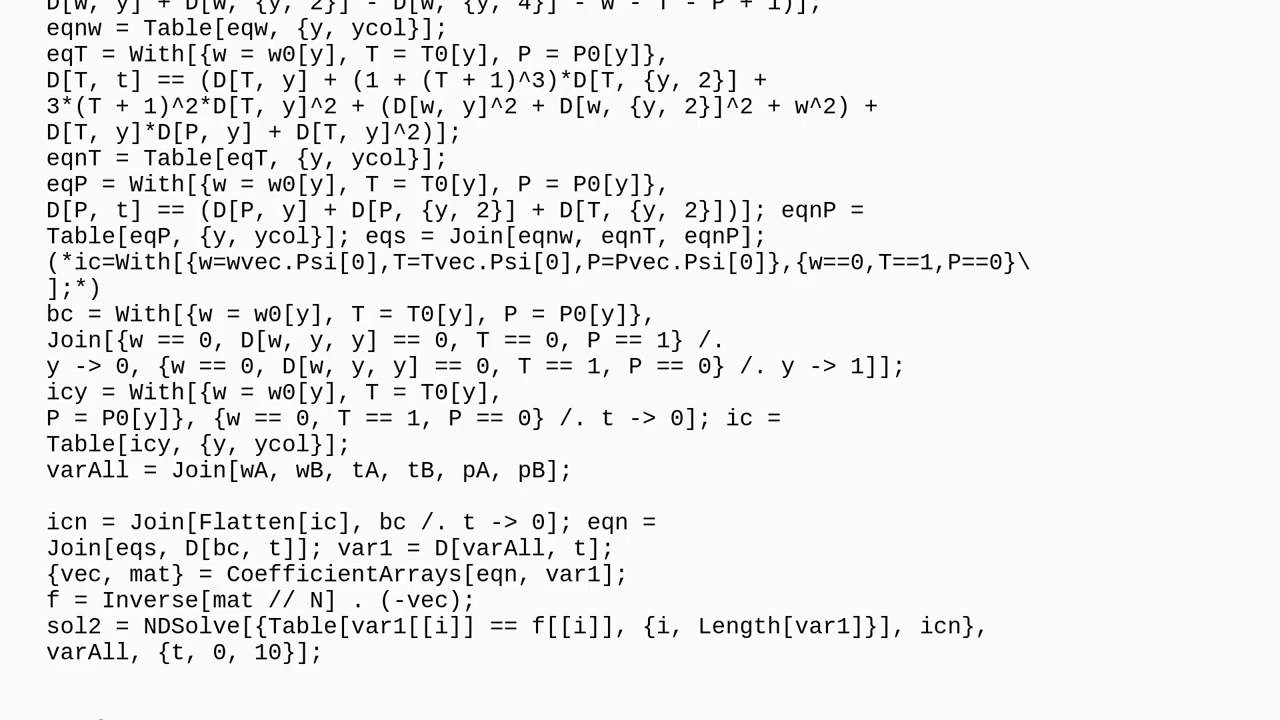 D[w, y] + D[w, {y, 2}] - D[w, {y, 4}] - w - T - P + 1)];
eqnw = Table[eqw, {y, ycol}];
eqT = With[{w = w0[y], T = T0[y], P = P0[y]},
D[T, t] == (D[T, y] + (1 + (T + 1)^3)*D[T, {y, 2}] +
3*(T + 1)^2*D[T, y]^2 + (D[w, y]^2 + D[w, {y, 2}]^2 + w^2) +
D[T, y]*D[P, y] + D[T, y]^2)];
eqnT = Table[eqT, {y, ycol}];
eqP = With[{w = w0[y], T = T0[y], P = P0[y]},
D[P, t] == (D[P, y] + D[P, {y, 2}] + D[T, {y, 2}])]; eqnP =
Table[eqP, {y, ycol}]; eqs = Join[eqnw, eqnT, eqnP];
(*ic=With[{w=wvec.Psi[0],T=Tvec.Psi[0],P=Pvec.Psi[0]},{w==0,T==1,P==0}\
];*)
bc = With[{w = w0[y], T = T0[y], P = P0[y]},
Join[{w == 0, D[w, y, y] == 0, T == 0, P == 1} /.
y -> 0, {w == 0, D[w, y, y] == 0, T == 1, P == 0} /. y -> 1]];
icy = With[{w = w0[y], T = T0[y],
P = P0[y]}, {w == 0, T == 1, P == 0} /. t -> 0]; ic =
Table[icy, {y, ycol}];
varAll = Join[wA, wB, tA, tB, pA, pB];
icn = Join[Flatten[ic], bc /. t -> 0]; eqn =
Join[eqs, D[bc, t]]; var1 = D[varAll, t];
{vec, mat} = CoefficientArrays[eqn, var1];
f = Inverse[mat // N] . (-vec);
sol2 = NDSolve[{Table[var1[[i]] == f[[i]], {i, Length[var1]}], icn},
varAll, {t, 0, 10}];